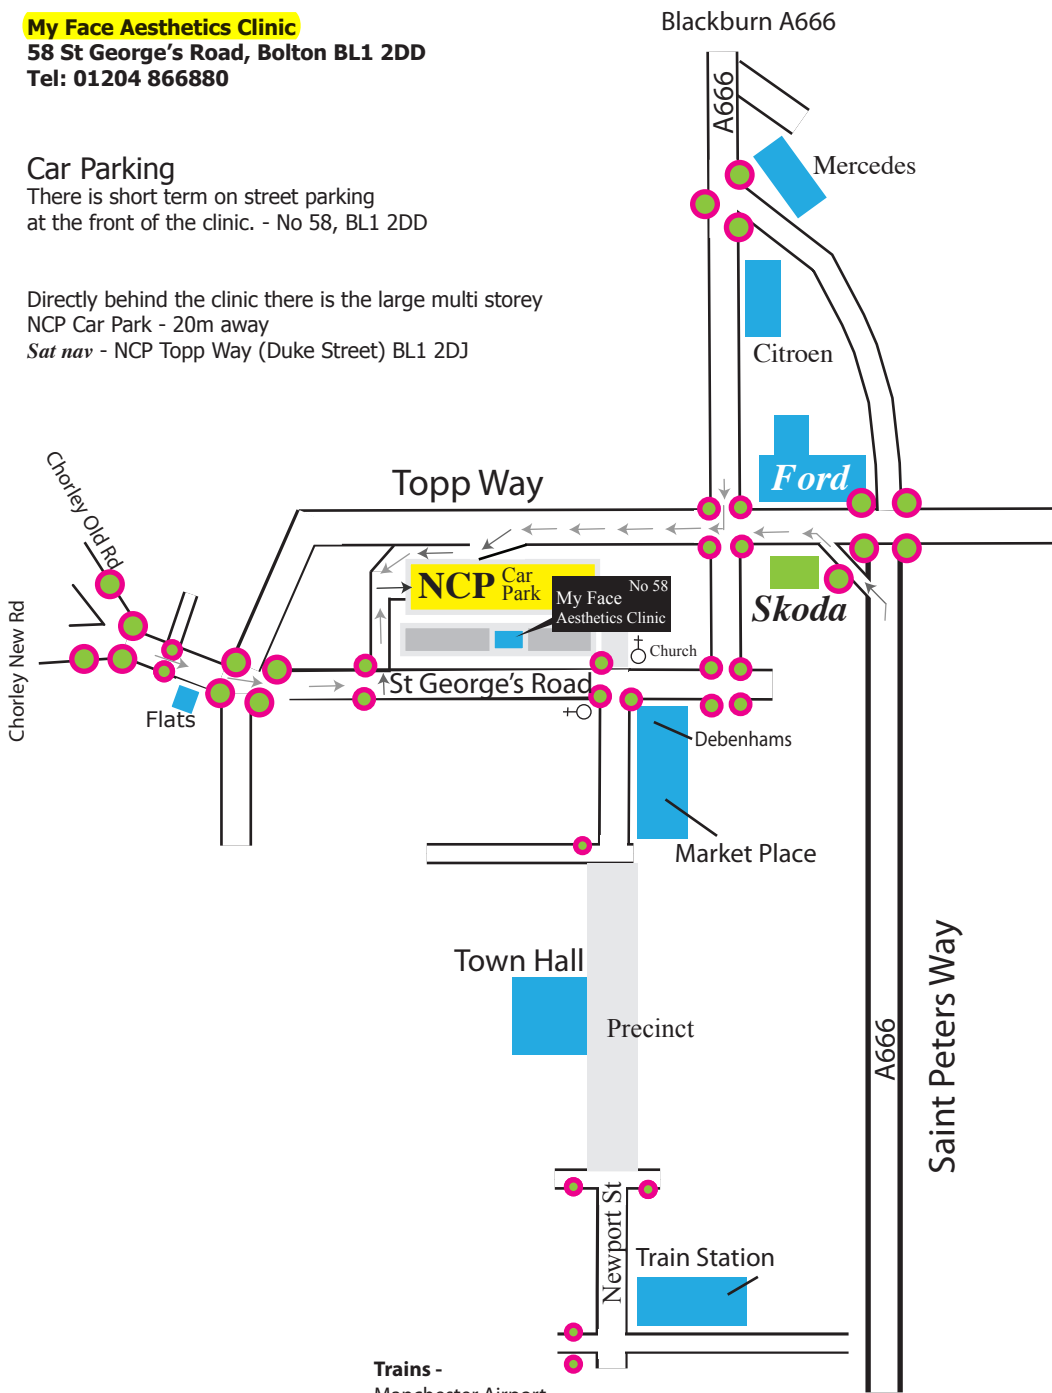 My Face Aesthetics Clinic
58 St George's Road, Bolton BL1 2DD
Tel: 01204 866880
Blackburn A666
A666
Car Parking
There is short term on street parking
at the front of the clinic. - No 58, BL1 2DD
Mercedes
Directly behind the clinic there is the large multi storey
NCP Car Park - 20m away
Sat nav - NCP Topp Way (Duke Street) BL1 2DJ
Citroen
Ford
Topp Way
Chorley Old Rd
NCP Car
Park
No 58
My Face
Aesthetics Clinic
Skoda
Church
Chorley New Rd
St George's Road
Flats
Debenhams
Market Place
Town Hall
Precinct
A666
Saint Peters Way
Newport St
Train Station
Trains -
Manchester Airport